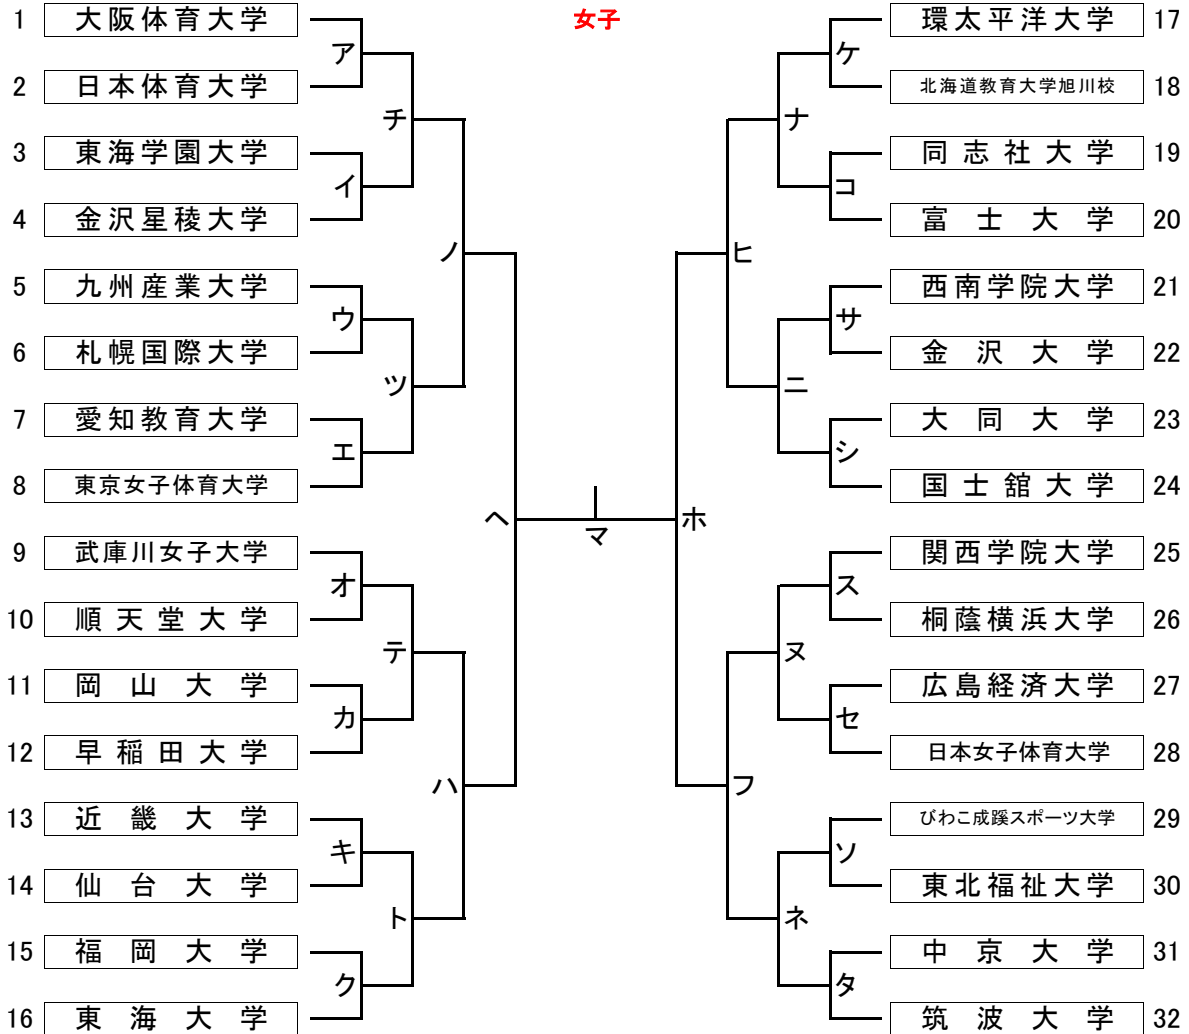 女子
1 大阪体育大学
ア
2 日本体育大学
チ
3 東海学園大学
イ
4 金沢星稜大学
ノ
5 九州産業大学
ウ
6 札幌国際大学
ツ
7 愛知教育大学
エ
8 東京女子体育大学
ヘ
9 武庫川女子大学
オ
10 順天堂大学
テ
11 岡山大学
カ
12 早稲田大学
ハ
13 近畿大学
キ
14 仙台大学
ト
15 福岡大学
ク
16 東海大学
マ
環太平洋大学 17
ケ
北海道教育大学旭川校 18
ナ
同志社大学 19
コ
富士大学 20
ヒ
西南学院大学 21
サ
金沢大学 22
ニ
大同大学 23
シ
国士舘大学 24
ホ
関西学院大学 25
ス
桐蔭横浜大学 26
ヌ
広島経済大学 27
セ
日本女子体育大学 28
フ
びわこ成蹊スポーツ大学 29
ソ
東北福祉大学 30
ネ
中京大学 31
タ
筑波大学 32